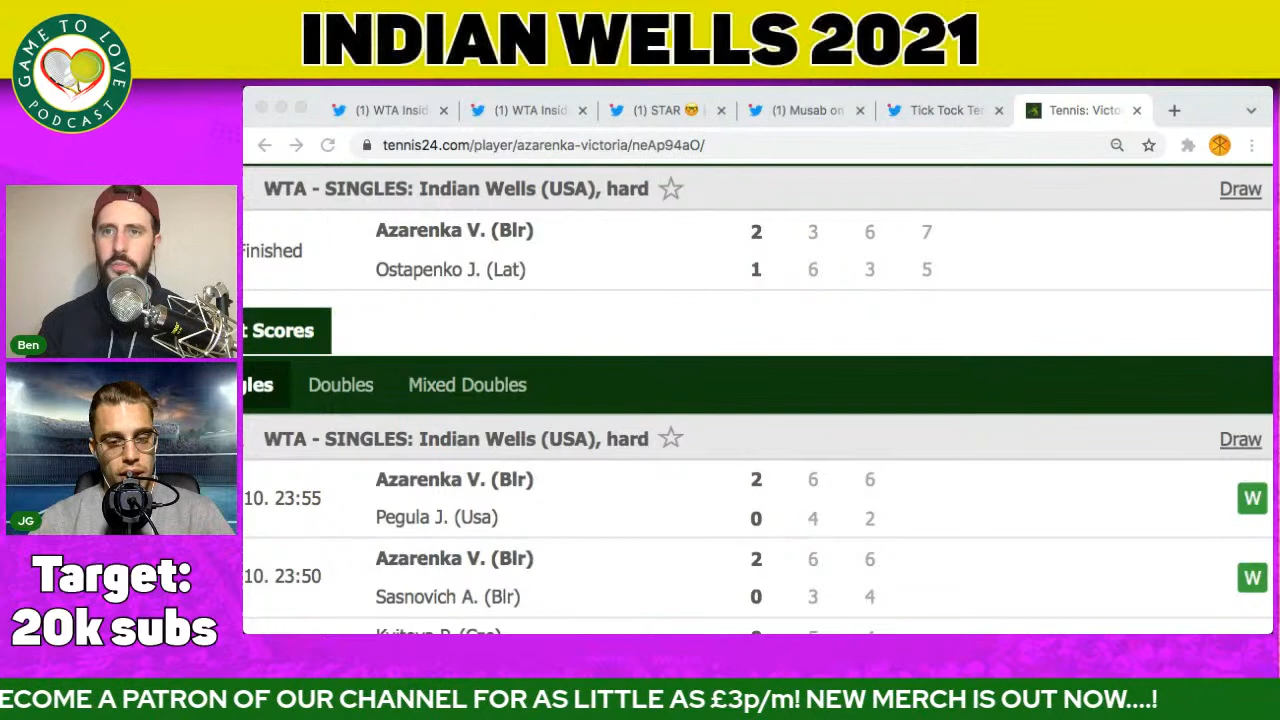 INDIAN WELLS 2021
GAME TO LOVE
PODCAST
(1) WTA Insid
(1) WTA Insid
(1) STAR 🤓
(1) Musab on
Tick Tock Ter
Tennis: Victo
tennis24.com/player/azarenka-victoria/neAp94aO/
WTA - SINGLES: Indian Wells (USA), hard Draw
Azarenka V. (Blr) 2 3 6 7
Finished
Ostapenko J. (Lat) 1 6 3 5
t Scores
gles Doubles Mixed Doubles
WTA - SINGLES: Indian Wells (USA), hard Draw
Azarenka V. (Blr) 2 6 6
10. 23:55 W
Pegula J. (Usa) 0 4 2
Azarenka V. (Blr) 2 6 6
10. 23:50 W
Sasnovich A. (Blr) 0 3 4
Ben
JG
Target:
20k subs
ECOME A PATRON OF OUR CHANNEL FOR AS LITTLE AS £3p/m! NEW MERCH IS OUT NOW....!